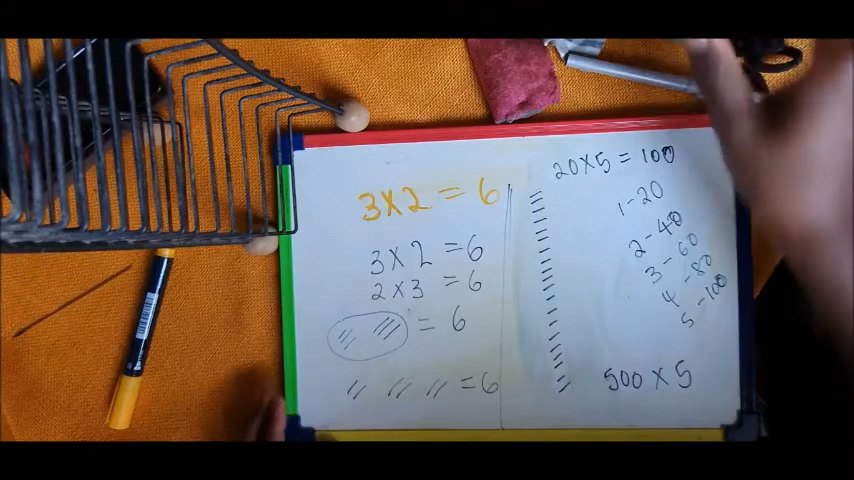 3x2 = 6
3 x 2 = 6
2 x 3 = 6
= 6
= 6
20x5 = 100
1-20
2-40
3-60
4-80
5-100
500 x 5